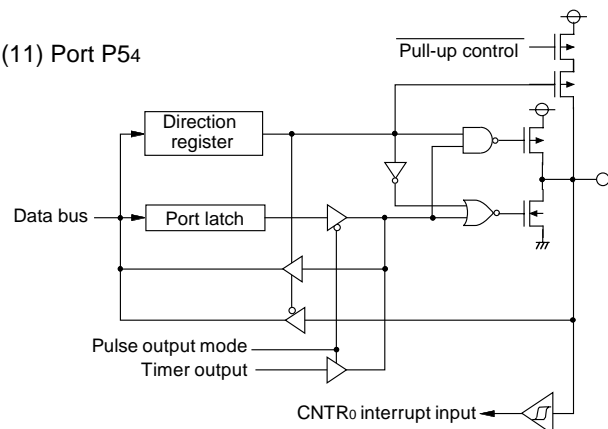 (11) Port P54
Pull-up control
Direction
register
Data bus
Port latch
Pulse output mode
Timer output
CNTR0 interrupt input